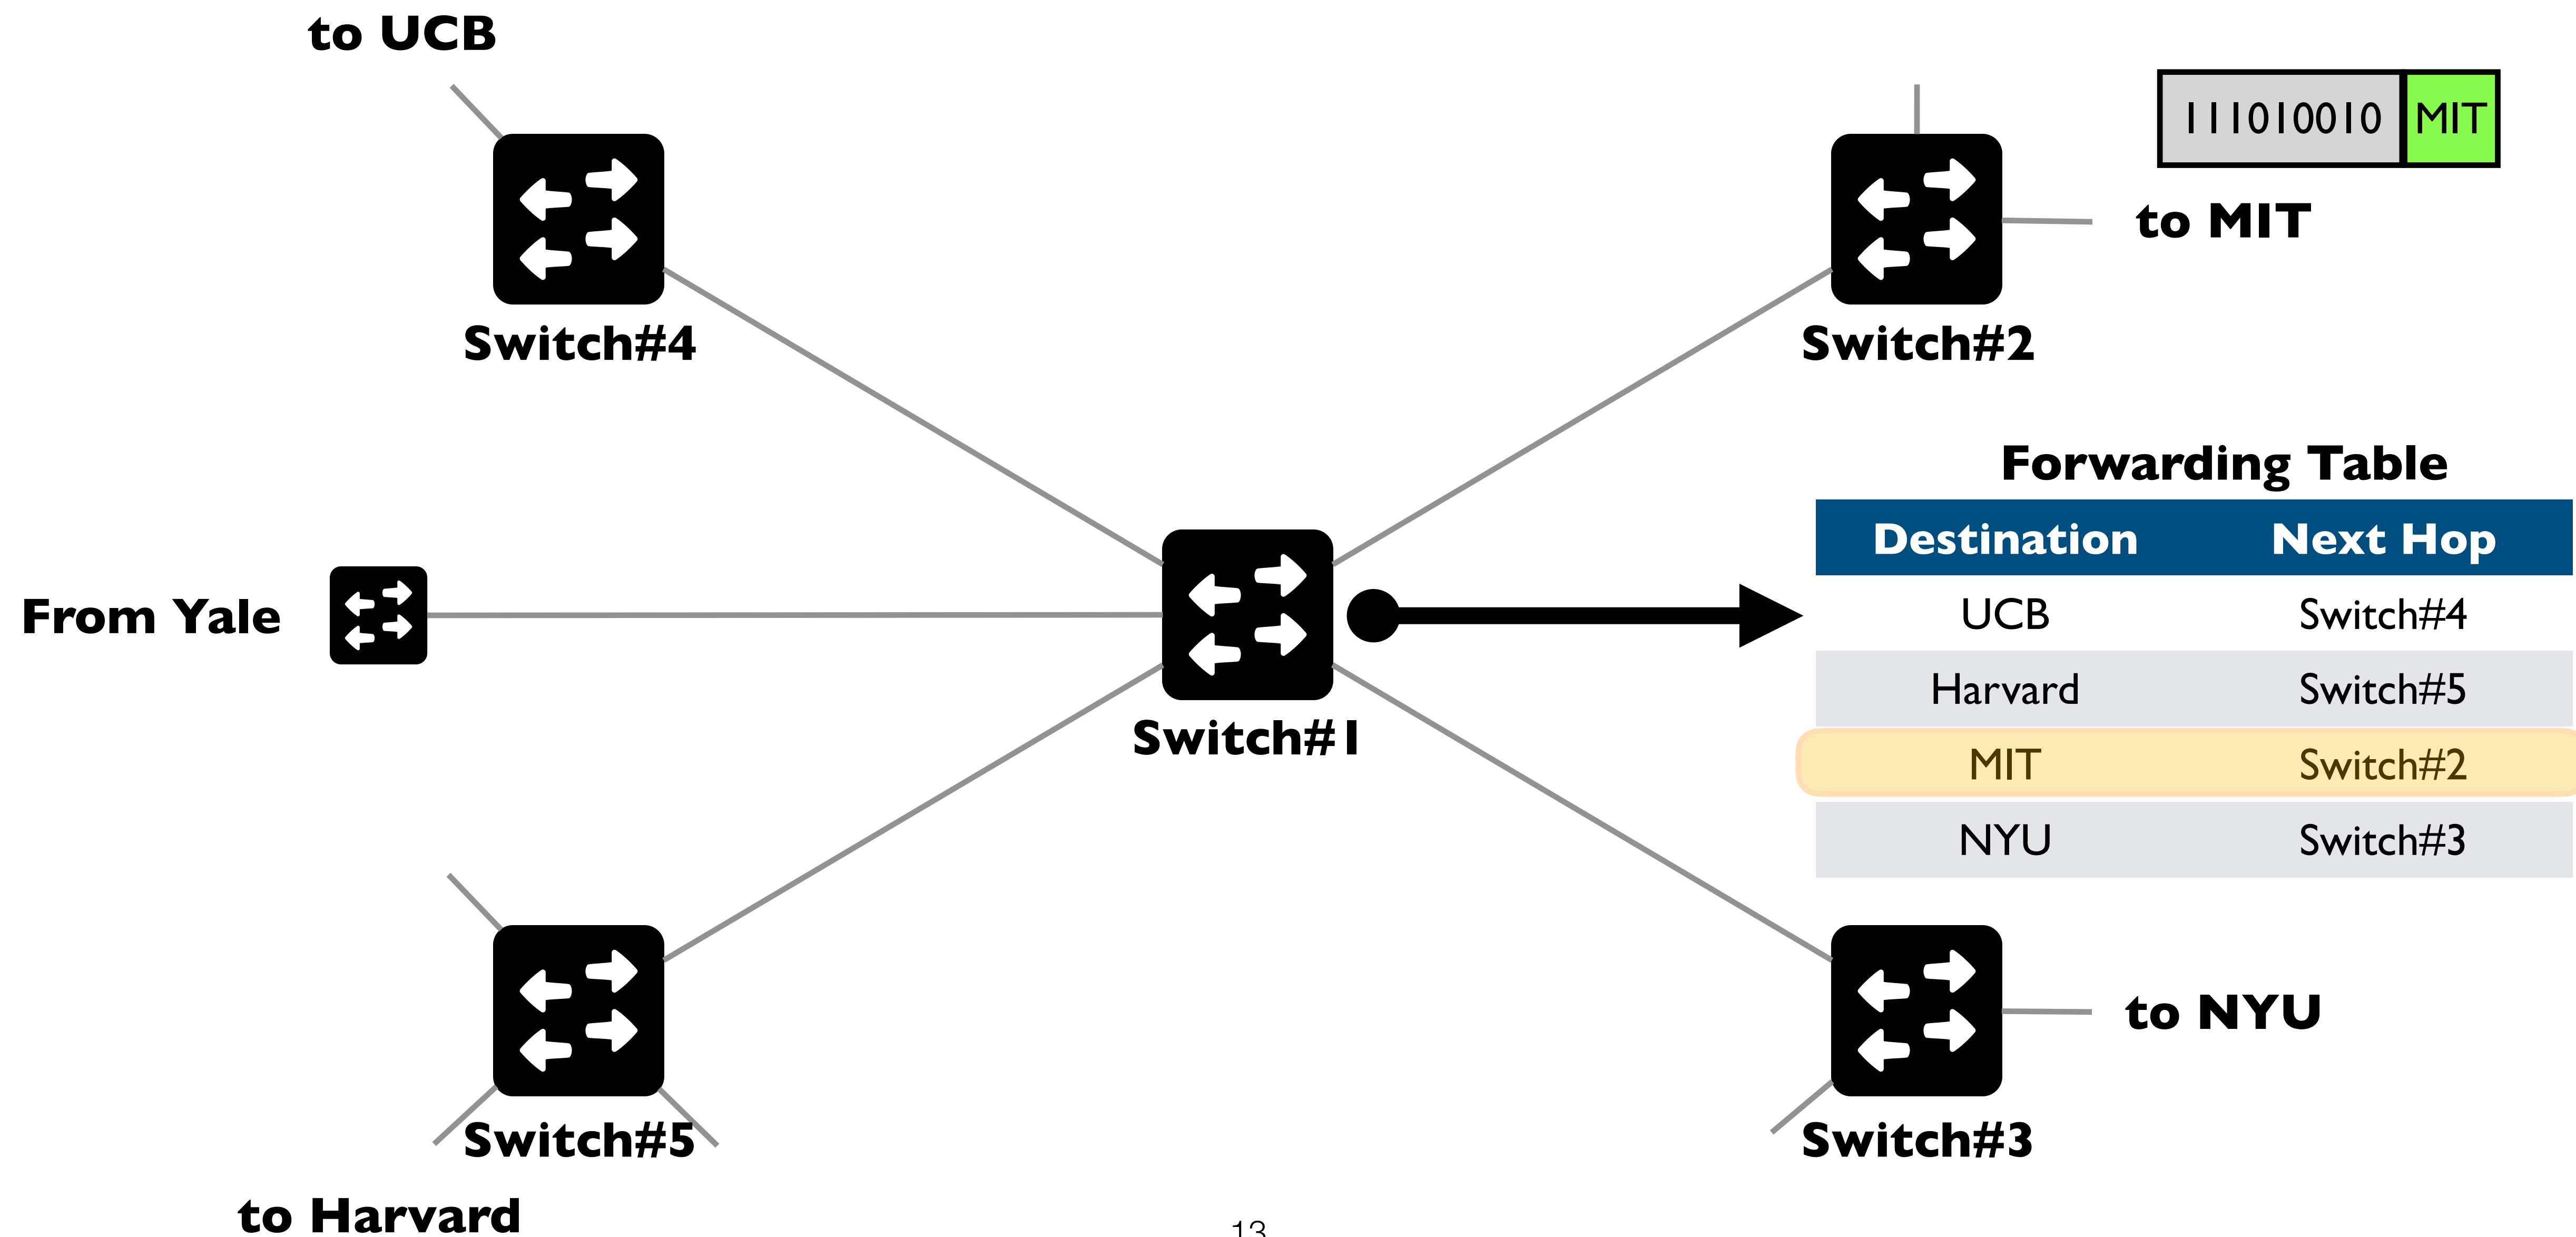 to UCB
111010010 MIT
to MIT
Switch#4
Switch#2
Forwarding Table
Destination Next Hop
UCB Switch#4
Harvard Switch#5
MIT Switch#2
NYU Switch#3
From Yale
Switch#1
to NYU
Switch#5
Switch#3
to Harvard
13